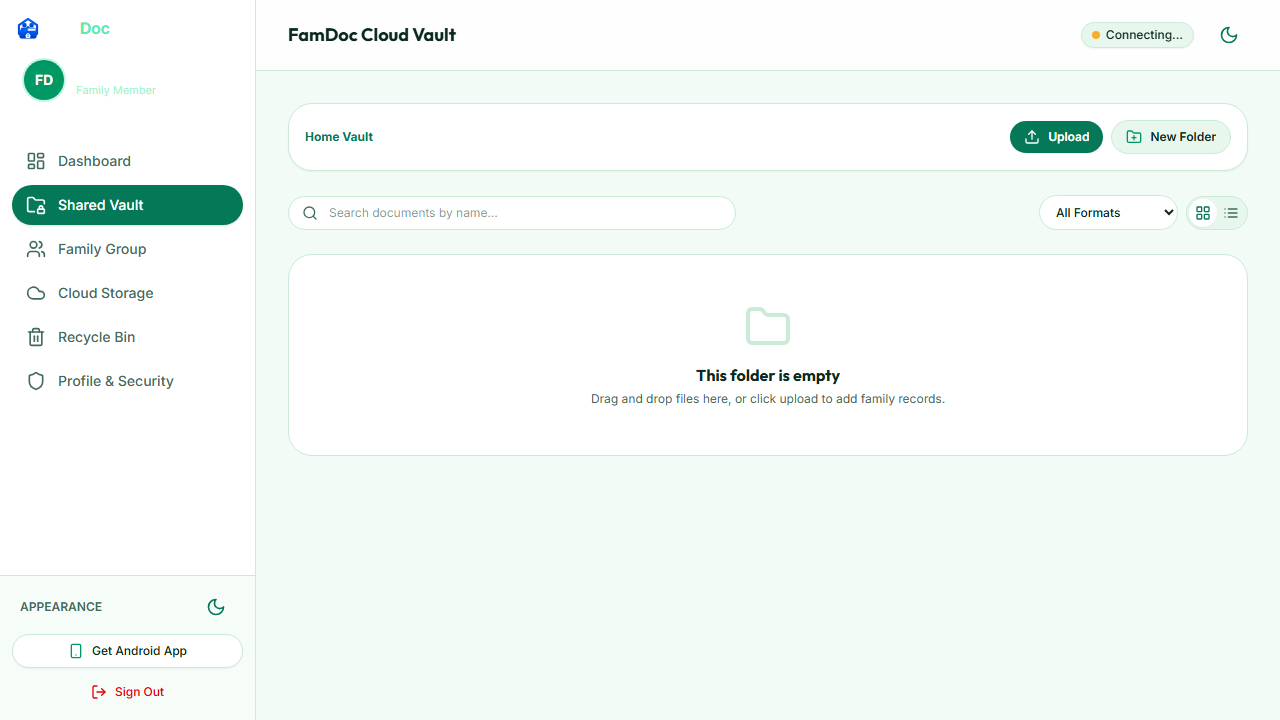 Doc
FD
Family Member
Dashboard
Shared Vault
Family Group
Cloud Storage
Recycle Bin
Profile & Security
APPEARANCE
Get Android App
Sign Out
FamDoc Cloud Vault
Connecting...
Home Vault
Upload
New Folder
Search documents by name...
All Formats
This folder is empty
Drag and drop files here, or click upload to add family records.